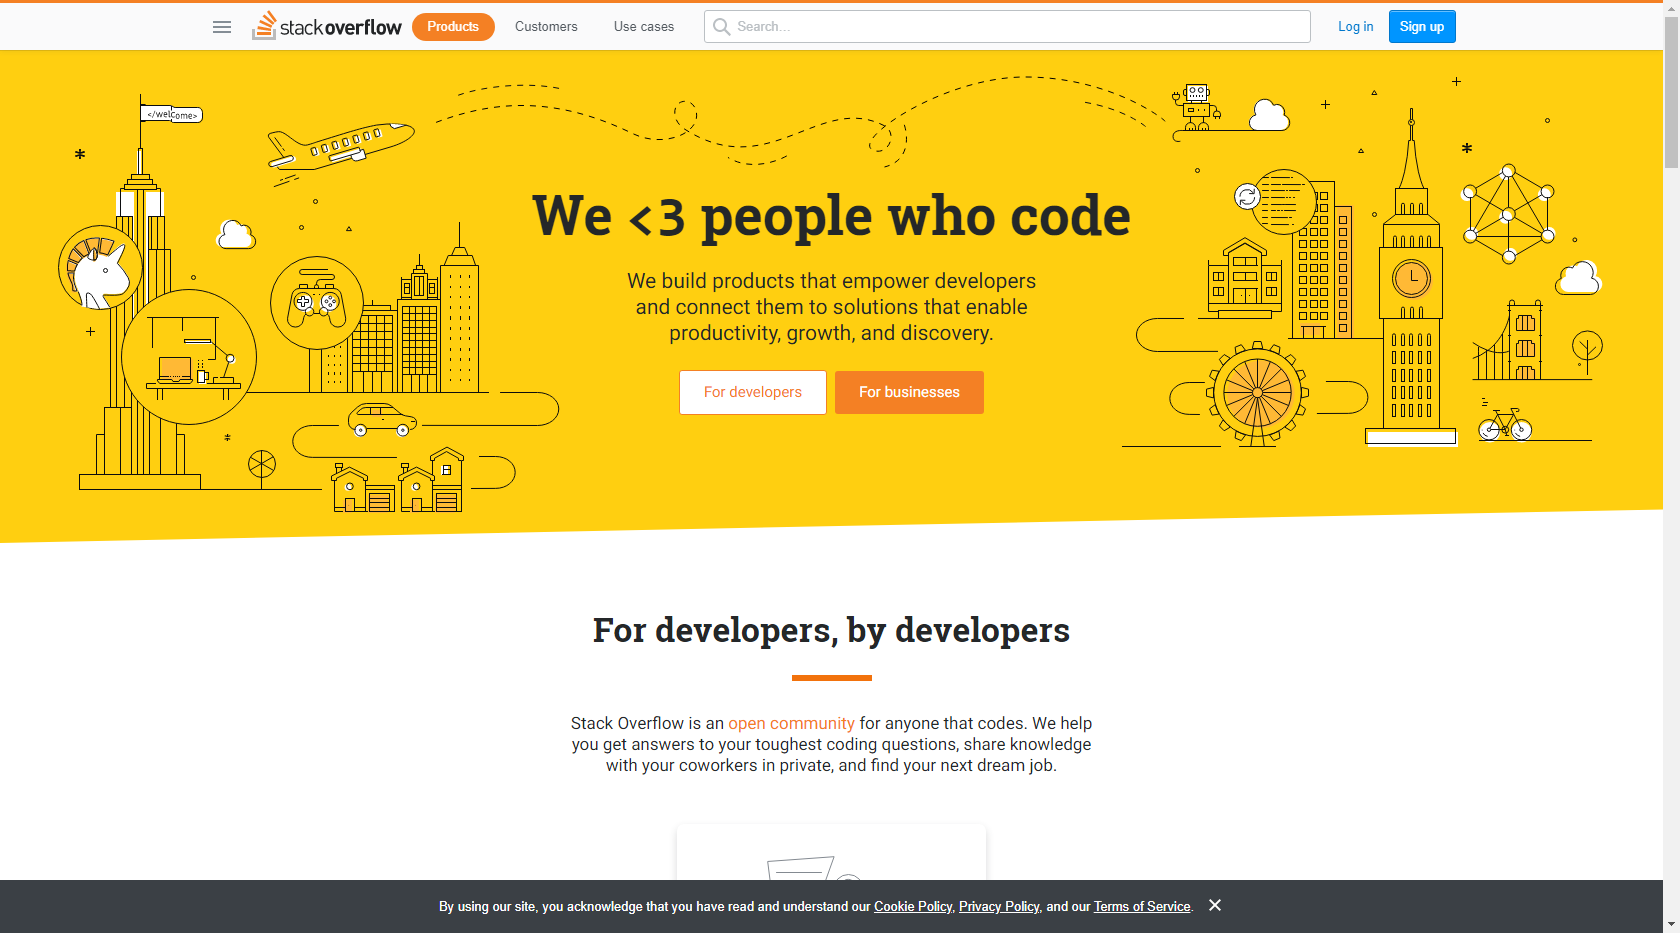 stackoverflow
Products
Customers
Use cases
Search...
Log in
Sign up
</welcome>
We <3 people who code
We build products that empower developers
and connect them to solutions that enable
productivity, growth, and discovery.
For developers
For businesses
For developers, by developers
Stack Overflow is an open community for anyone that codes. We help
you get answers to your toughest coding questions, share knowledge
with your coworkers in private, and find your next dream job.
By using our site, you acknowledge that you have read and understand our Cookie Policy, Privacy Policy, and our Terms of Service.